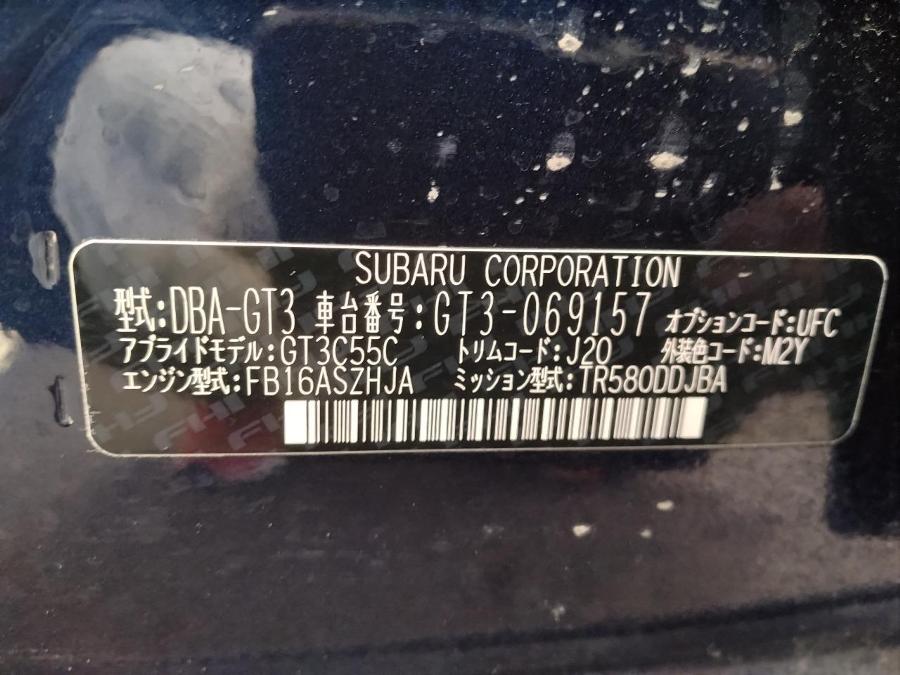 SUBARU CORPORATION
型式:DBA-GT3 車台番号:GT3-069157 オプションコード:UFC
アプライドモデル:GT3C55C トリムコード:J20 外装色コード:M2Y
エンジン型式:FB16ASZHJA ミッション型式:TR580DDJBA